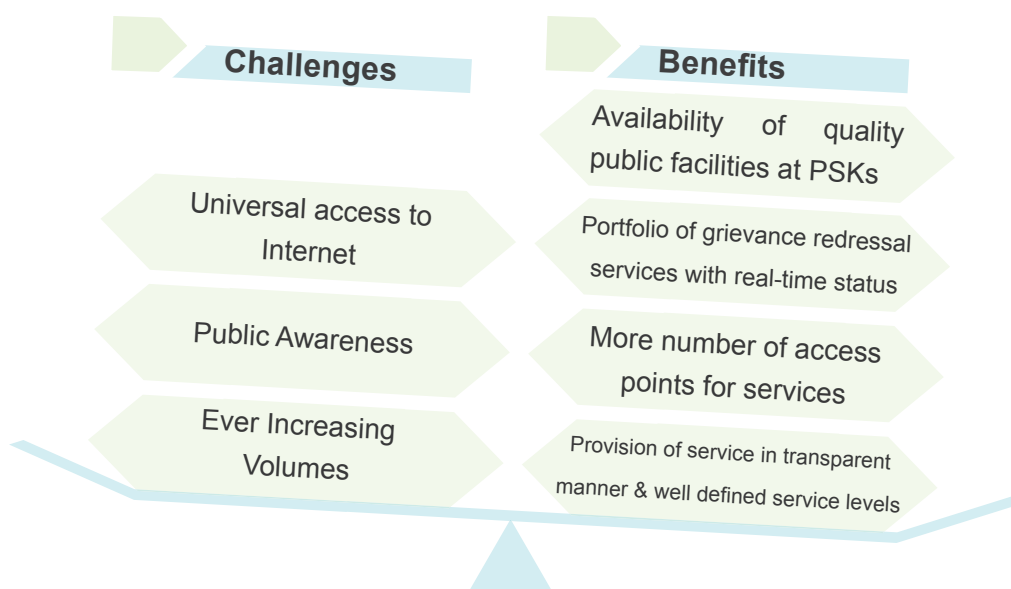 Challenges
Universal access to
Internet
Public Awareness
Ever Increasing
Volumes
Benefits
Availability of quality
public facilities at PSKs
Portfolio of grievance redressal
services with real-time status
More number of access
points for services
Provision of service in transparent
manner & well defined service levels